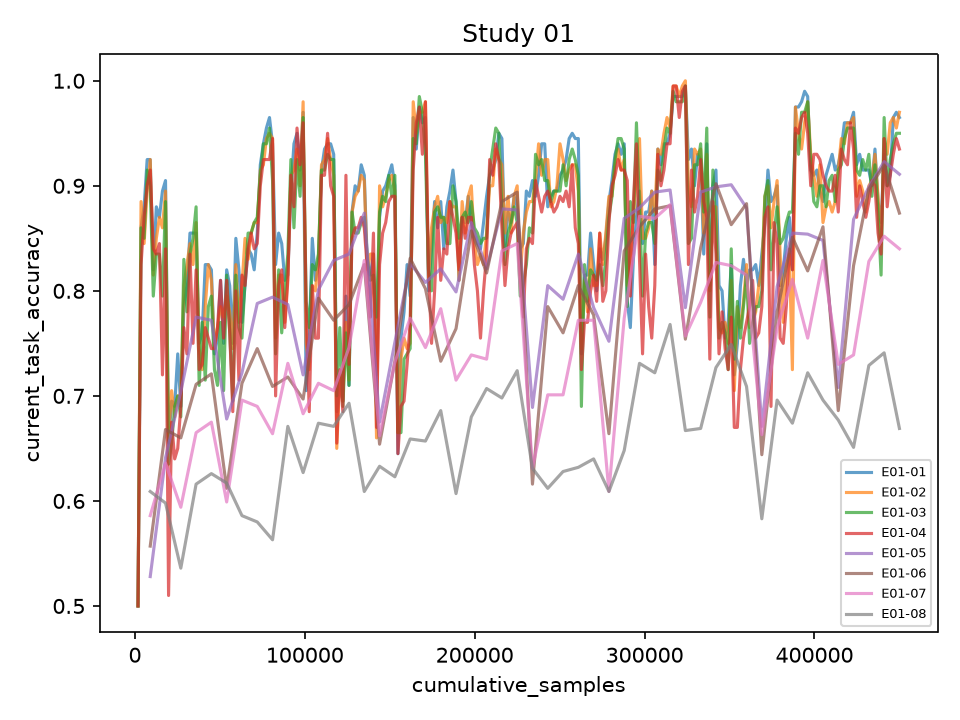 Study 01
current_task_accuracy
1.0
0.9
0.8
0.7
0.6
0.5
0
100000
200000
300000
400000
cumulative_samples
E01-01
E01-02
E01-03
E01-04
E01-05
E01-06
E01-07
E01-08